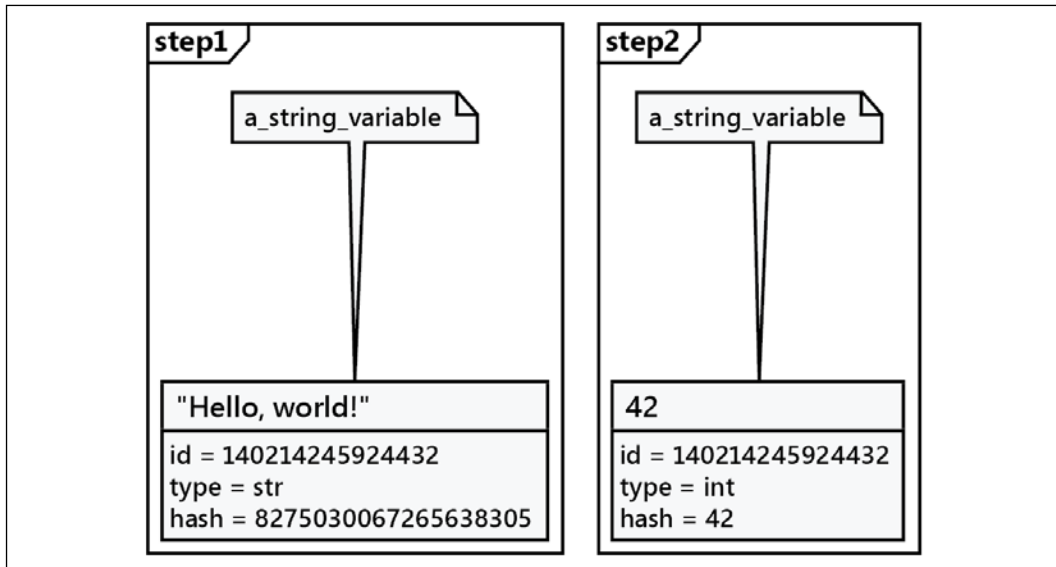 step1
a_string_variable
"Hello, world!"
id = 140214245924432
type = str
hash = 8275030067265638305
step2
a_string_variable
42
id = 140214245924432
type = int
hash = 42